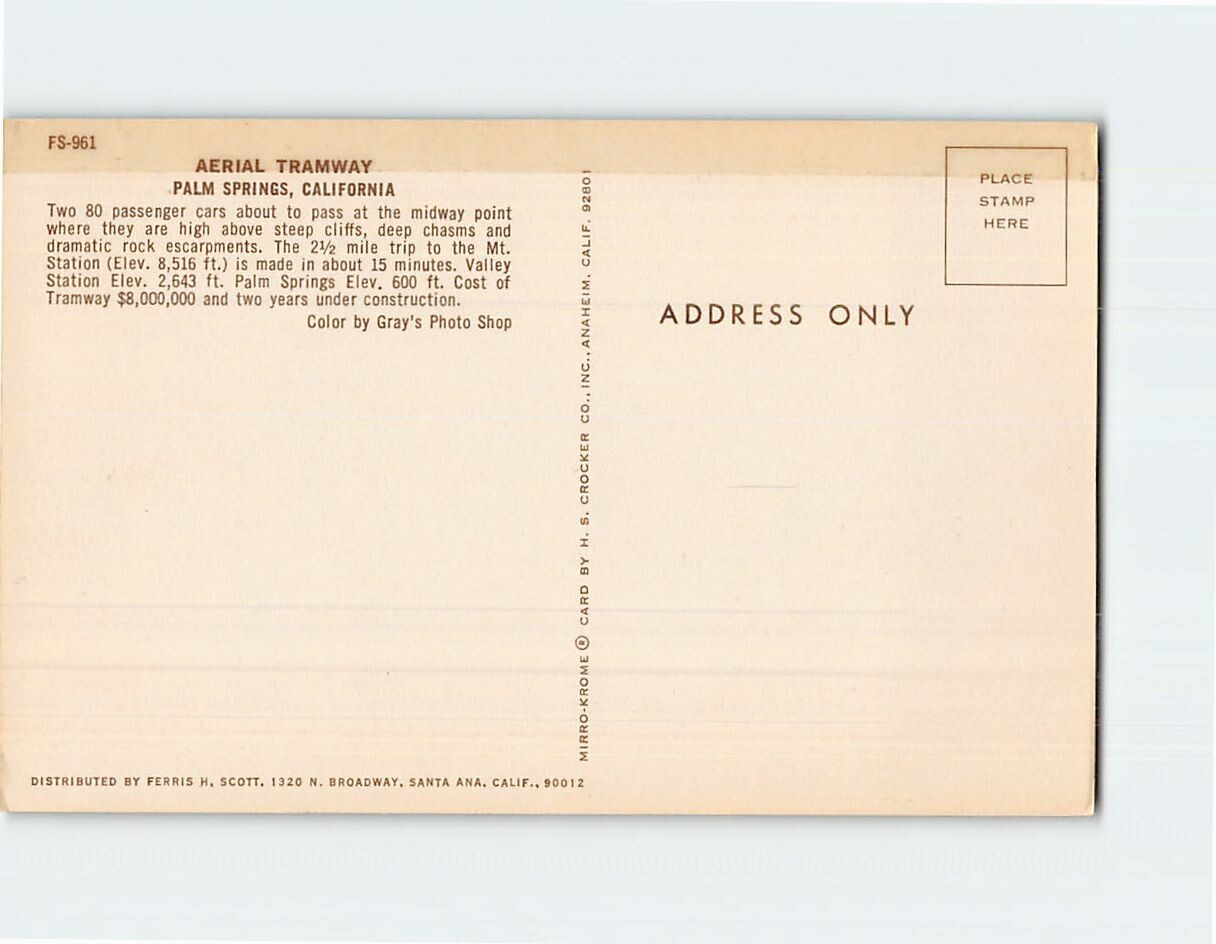 FS-961
AERIAL TRAMWAY
PALM SPRINGS, CALIFORNIA
Two 80 passenger cars about to pass at the midway point
where they are high above steep cliffs, deep chasms and
dramatic rock escarpments. The 2½ mile trip to the Mt.
Station (Elev. 8,516 ft.) is made in about 15 minutes. Valley
Station Elev. 2,643 ft. Palm Springs Elev. 600 ft. Cost of
Tramway $8,000,000 and two years under construction.
Color by Gray's Photo Shop
DISTRIBUTED BY FERRIS H. SCOTT, 1320 N. BROADWAY, SANTA ANA, CALIF., 90012
MIRRO-KROME® CARD BY H. S. CROCKER CO., INC., ANAHEIM, CALIF. 92801
PLACE
STAMP
HERE
ADDRESS ONLY